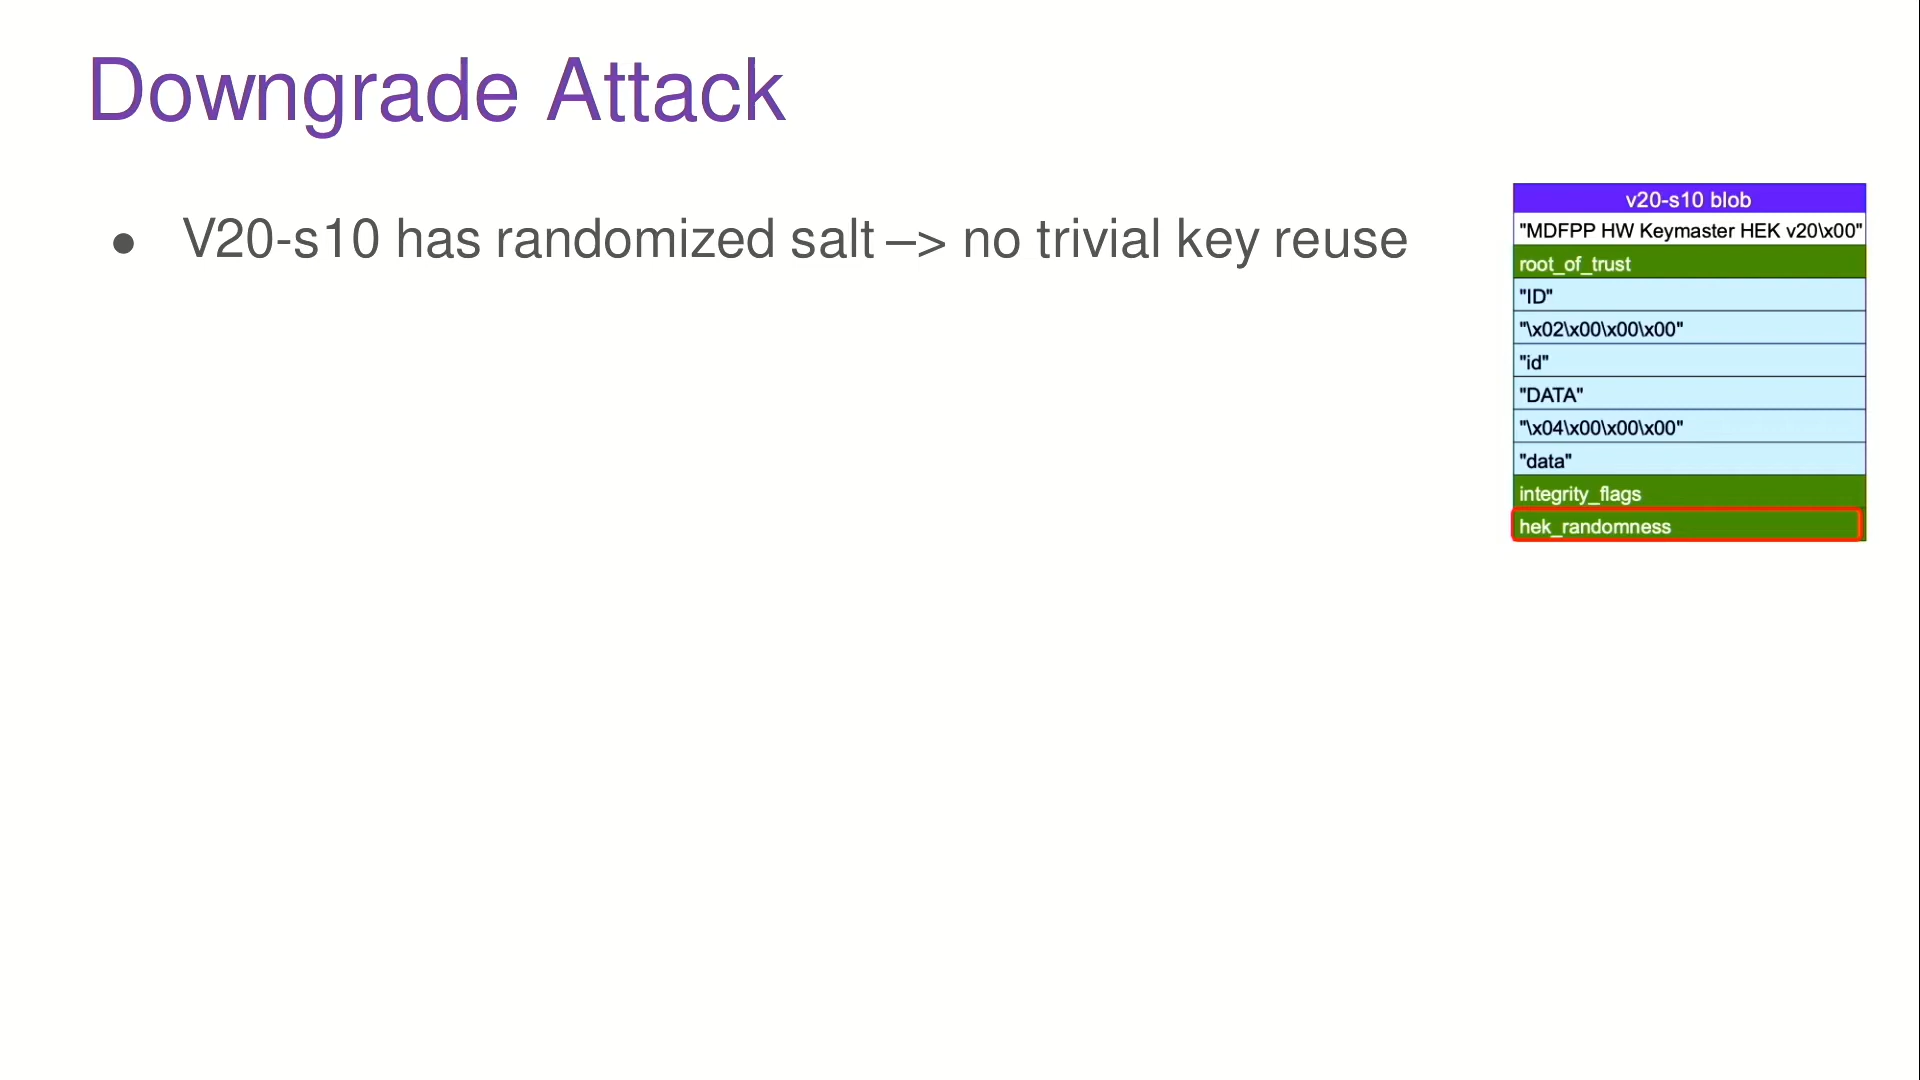 Downgrade Attack
● V20-s10 has randomized salt –> no trivial key reuse
v20-s10 blob
"MDFPP HW Keymaster HEK v20\x00"
root_of_trust
"ID"
"\x02\x00\x00\x00"
"id"
"DATA"
"\x04\x00\x00\x00"
"data"
integrity_flags
hek_randomness